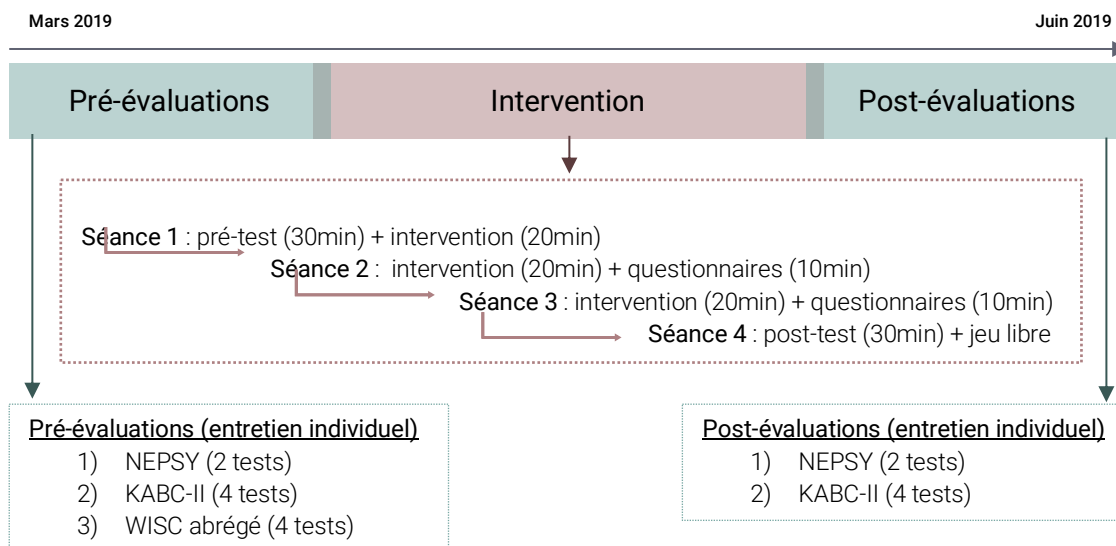 Mars 2019
Juin 2019
Pré-évaluations
Intervention
Post-évaluations
Séance 1 : pré-test (30min) + intervention (20min)
Séance 2 : intervention (20min) + questionnaires (10min)
Séance 3 : intervention (20min) + questionnaires (10min)
Séance 4 : post-test (30min) + jeu libre
Pré-évaluations (entretien individuel)
1) NEPSY (2 tests)
2) KABC-II (4 tests)
3) WISC abrégé (4 tests)
Post-évaluations (entretien individuel)
1) NEPSY (2 tests)
2) KABC-II (4 tests)